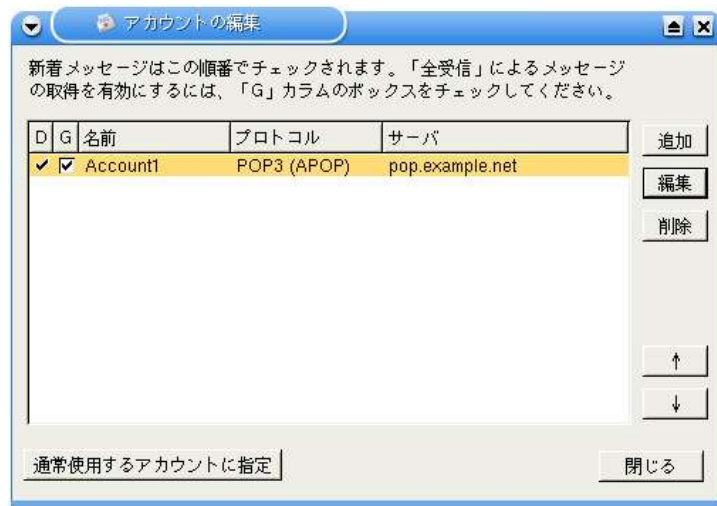 アカウントの編集
新着メッセージはこの順番でチェックされます。「全受信」によるメッセージ
の取得を有効にするには、「G」カラムのボックスをチェックしてください。
D G 名前 プロトコル サーバ
Account1 POP3 (APOP) pop.example.net
追加
編集
削除
↑
↓
通常使用するアカウントに指定
閉じる